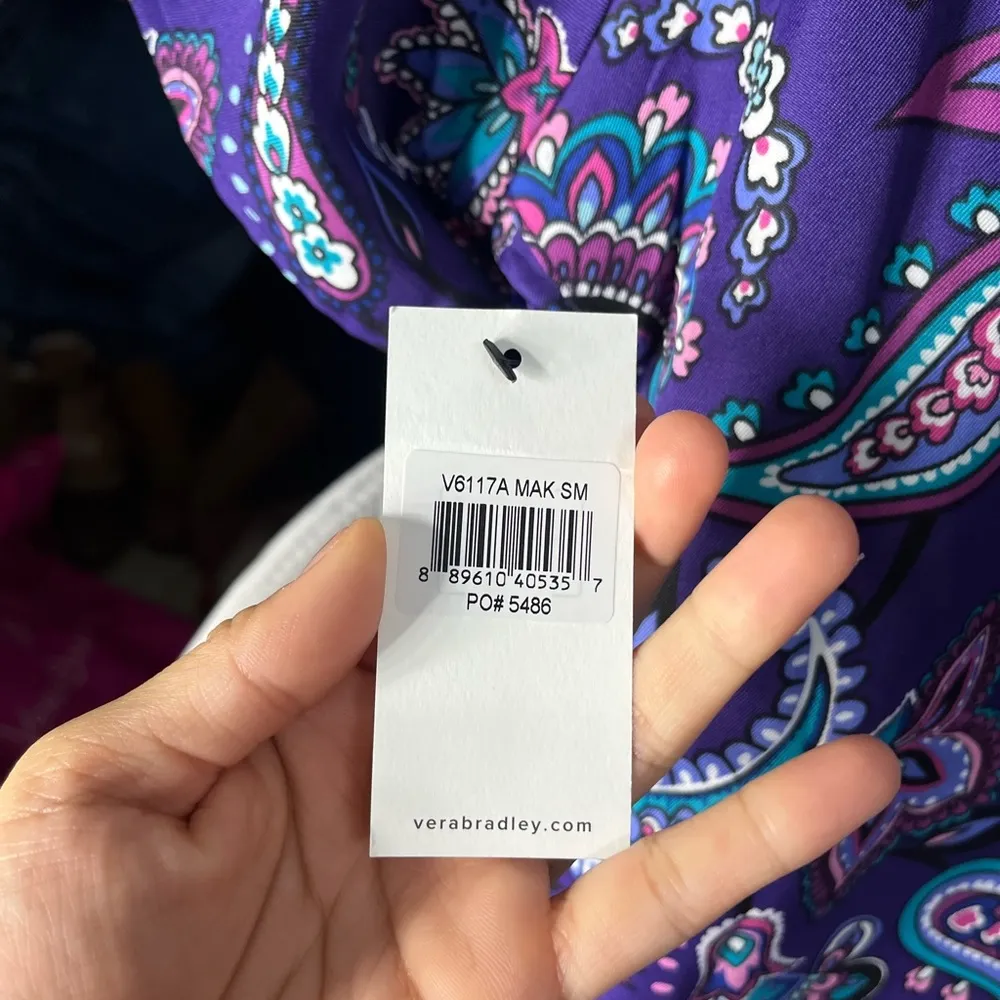 V6117A MAK SM
8 89610 40535 7
PO# 5486
verabradley.com